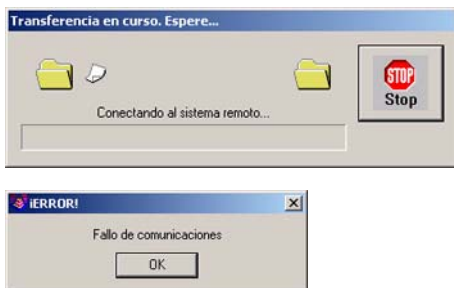 Transferencia en curso. Espere...
STOP
Stop
Conectando al sistema remoto...
¡ERROR!
Fallo de comunicaciones
OK